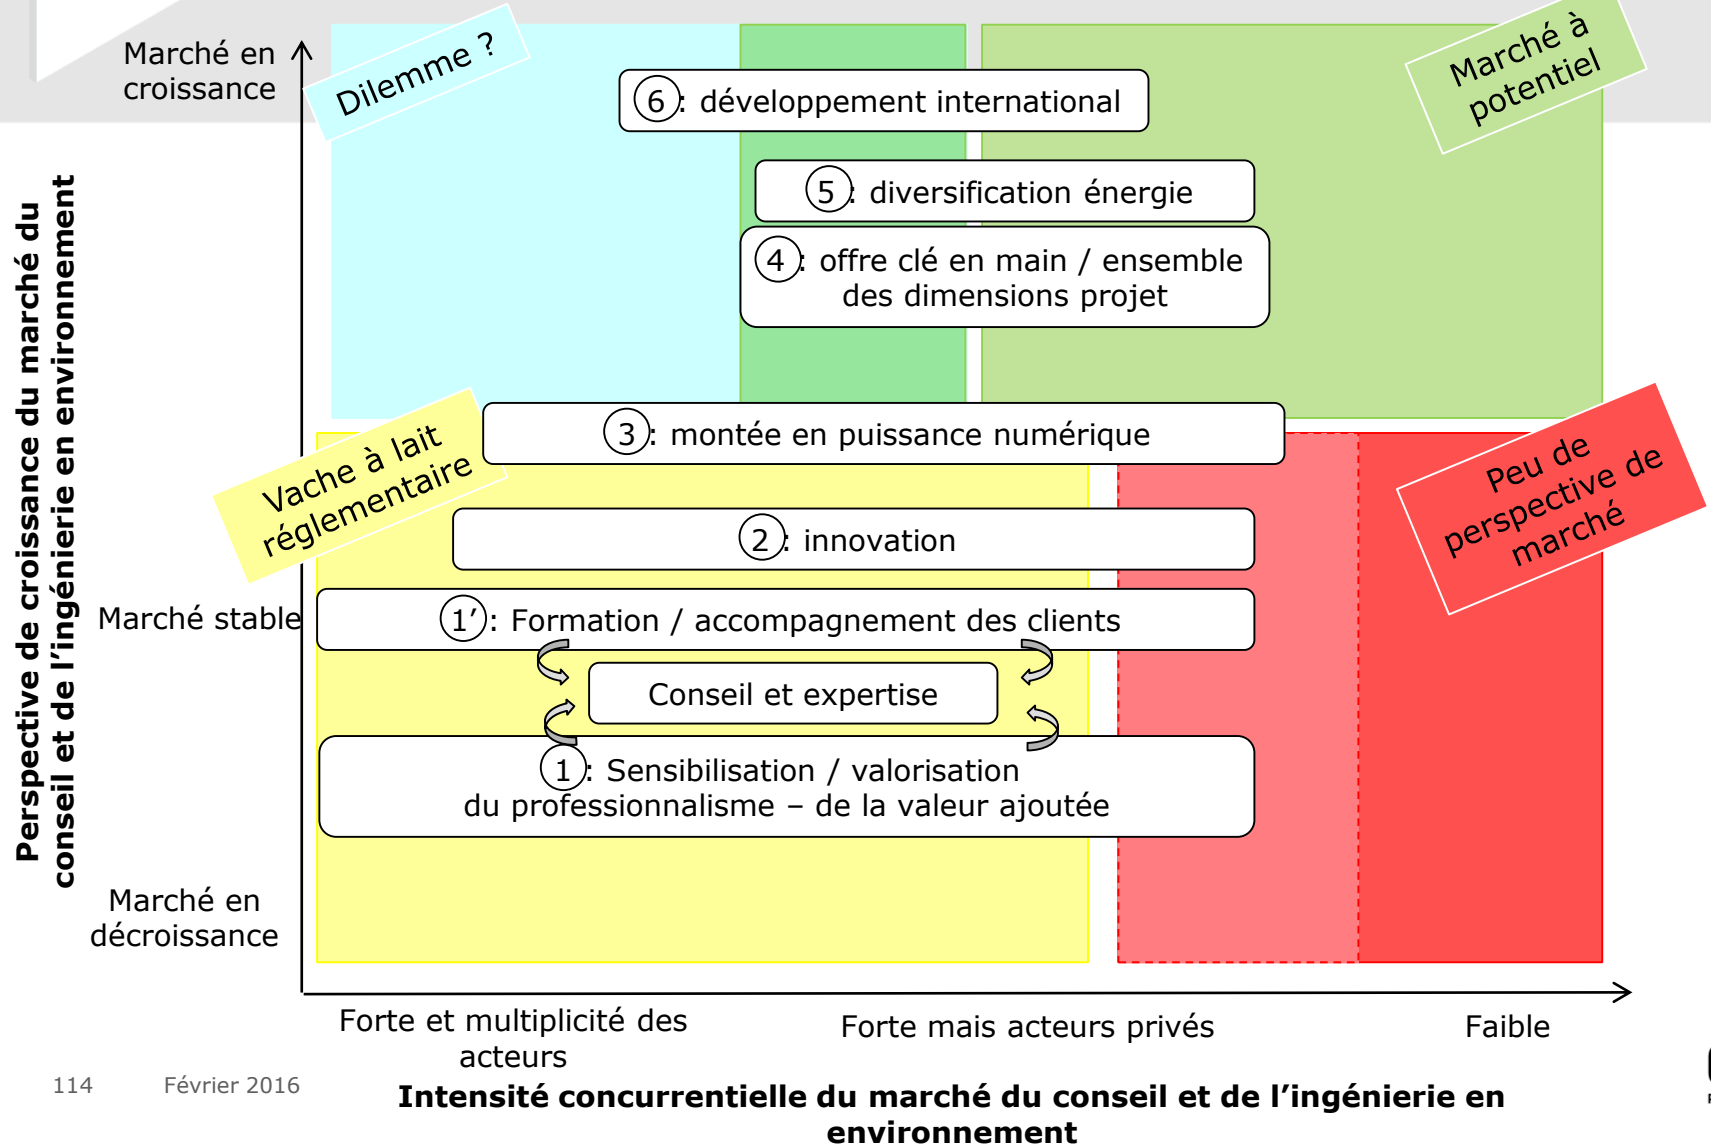 Marché en
croissance
Dilemme ?
6 : développement international
Marché à
potentiel
5 : diversification énergie
4 : offre clé en main / ensemble
des dimensions projet
Perspective de croissance du marché du
conseil et de l’ingénierie en environnement
Vache à lait
réglementaire
3 : montée en puissance numérique
Peu de
perspective de
marché
2 : innovation
Marché stable
1’ : Formation / accompagnement des clients
Conseil et expertise
1 : Sensibilisation / valorisation
du professionnalisme – de la valeur ajoutée
Marché en
décroissance
Forte et multiplicité des
acteurs
Forte mais acteurs privés
Faible
114
Février 2016
Intensité concurrentielle du marché du conseil et de l’ingénierie en
environnement